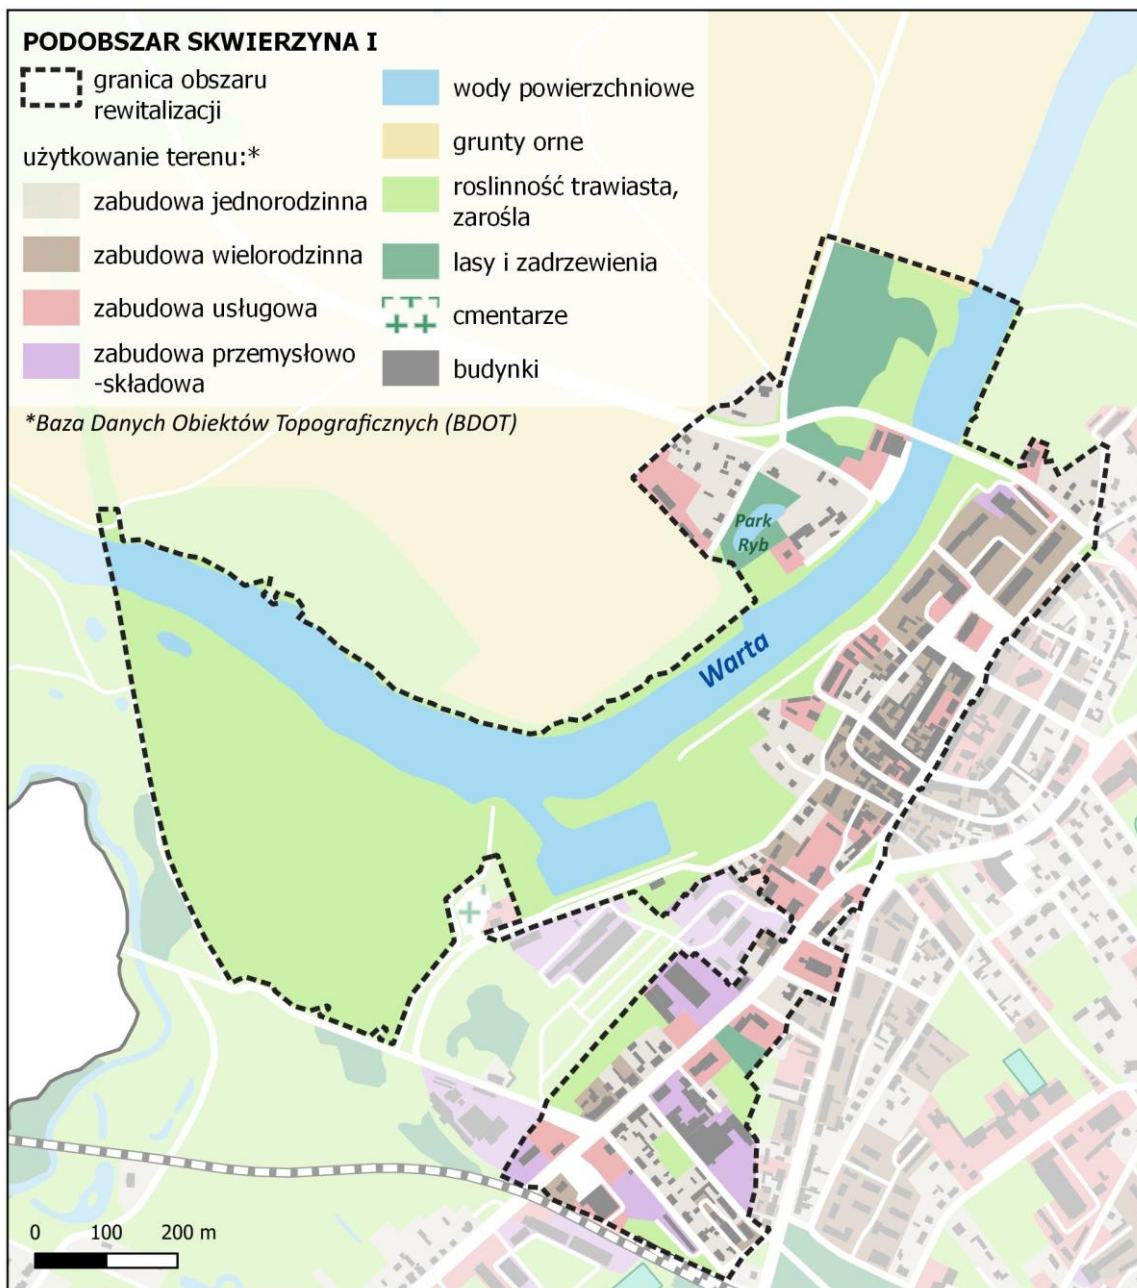 PODOBSZAR SKWIERZYNA I
granica obszaru
rewitalizacji
użytkowanie terenu:*
zabudowa jednorodzinna
zabudowa wielorodzinna
zabudowa usługowa
zabudowa przemysłowo
-składowa
wody powierzchniowe
grunty orne
roslinność trawiasta,
zarośla
lasy i zadrzewienia
cmentarze
budynki
*Baza Danych Obiektów Topograficznych (BDOT)
Park
Ryb
Warta
0 100 200 m